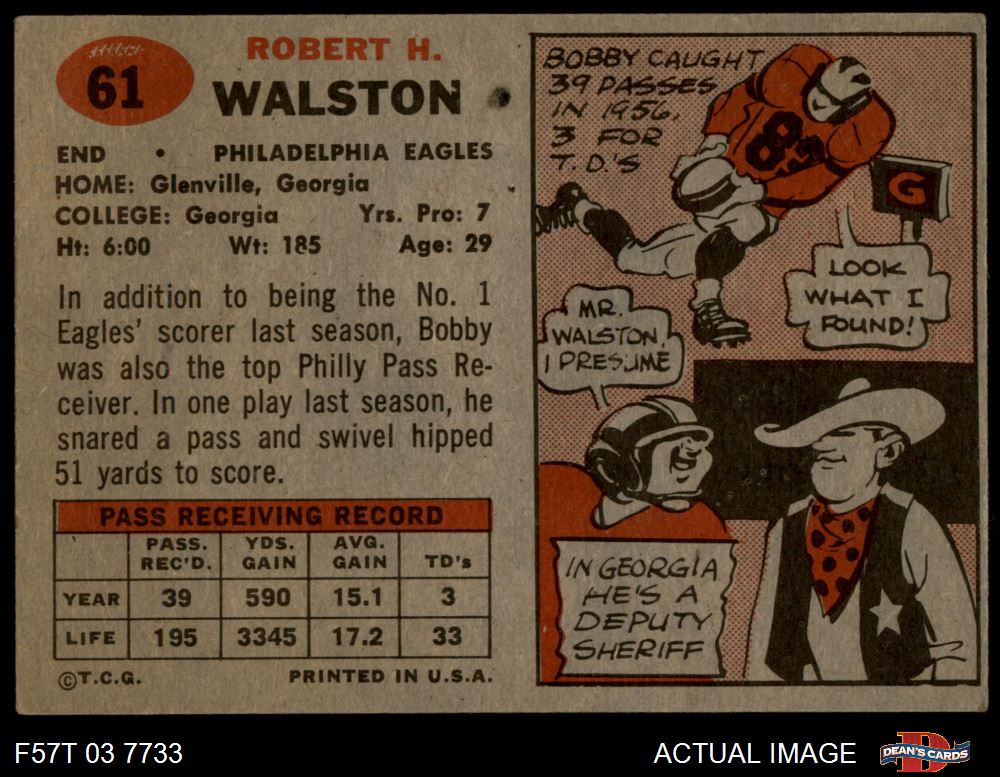 61
ROBERT H.
WALSTON
END • PHILADELPHIA EAGLES
HOME: Glenville, Georgia
COLLEGE: Georgia Yrs. Pro: 7
Ht: 6:00 Wt: 185 Age: 29
In addition to being the No. 1
Eagles' scorer last season, Bobby
was also the top Philly Pass Re-
ceiver. In one play last season, he
snared a pass and swivel hipped
51 yards to score.
PASS RECEIVING RECORD
PASS. REC'D. YDS. GAIN AVG. GAIN TD's
YEAR 39 590 15.1 3
LIFE 195 3345 17.2 33
©T.C.G. PRINTED IN U.S.A.
BOBBY CAUGHT
39 PASSES
IN 1956,
3 FOR
T.D.'S
83
G
LOOK
WHAT I
FOUND!
MR.
WALSTON,
I PRESUME
IN GEORGIA
HE'S A
DEPUTY
SHERIFF
F57T 03 7733
ACTUAL IMAGE
D
DEAN'S CARDS